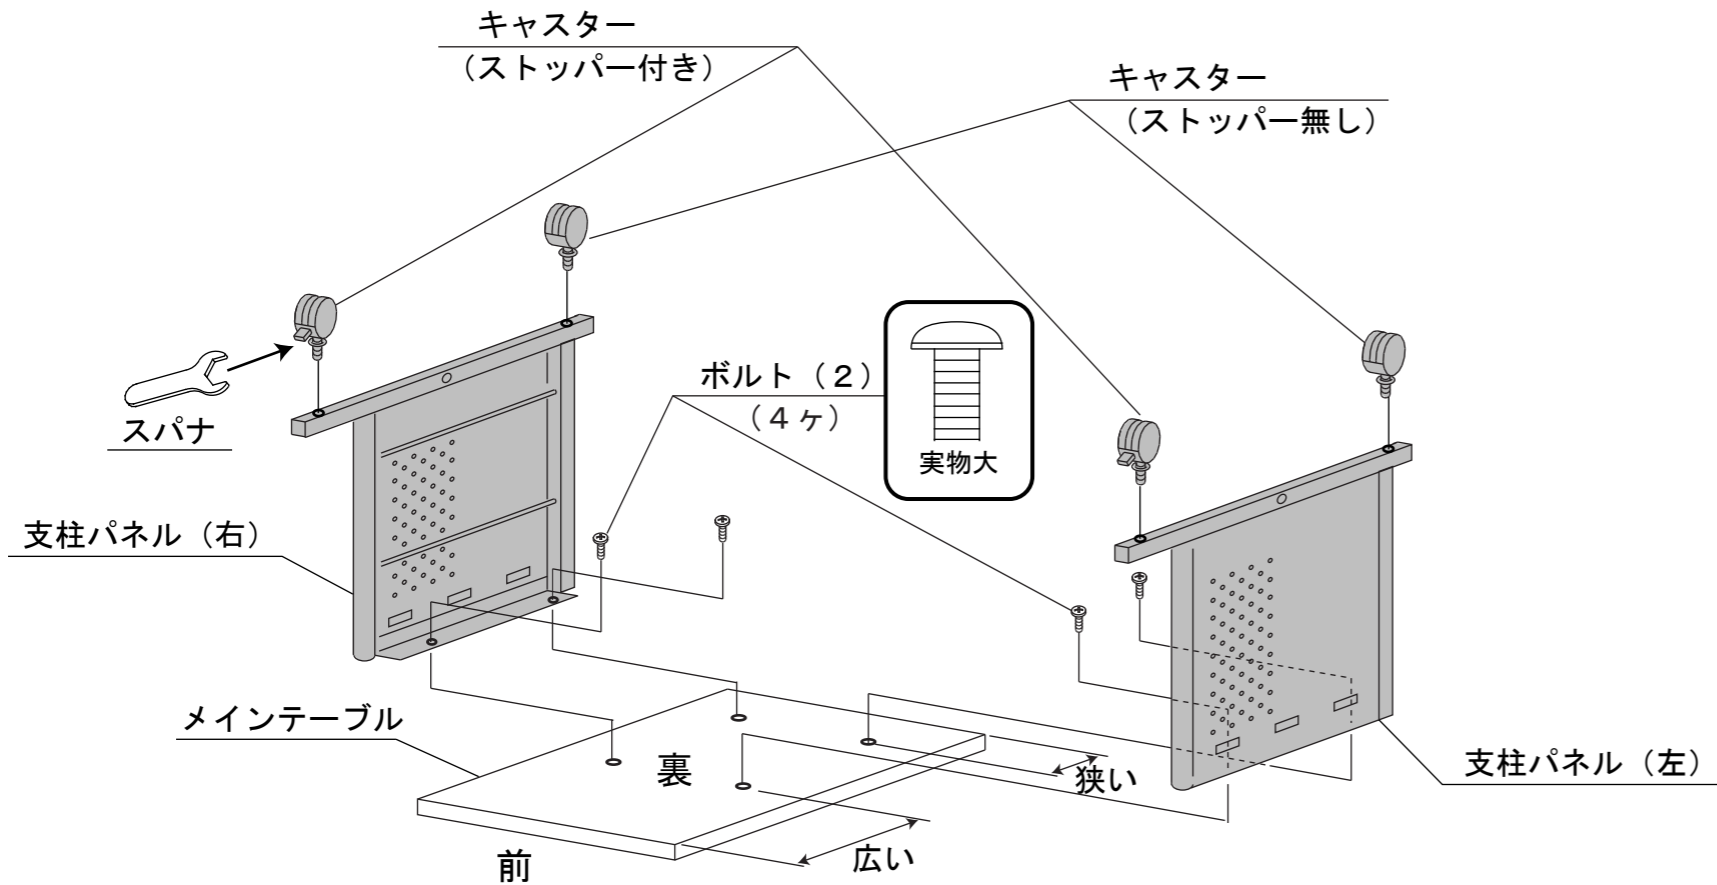 キャスター
（ストッパー付き）
キャスター
（ストッパー無し）
ボルト（２）
（４ヶ）
実物大
スパナ
支柱パネル（右）
メインテーブル
裏
狭い
支柱パネル（左）
広い
前